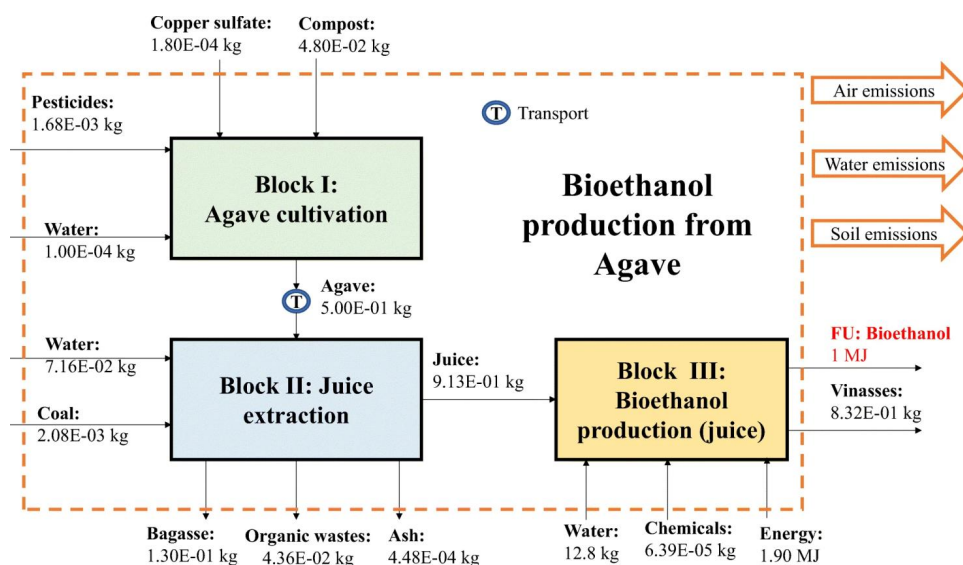 Copper sulfate:
1.80E-04 kg
Compost:
4.80E-02 kg
Pesticides:
1.68E-03 kg
T Transport
Air emissions
Water emissions
Soil emissions
Block I:
Agave cultivation
Bioethanol
production from
Agave
Water:
1.00E-04 kg
T
Agave:
5.00E-01 kg
Water:
7.16E-02 kg
Coal:
2.08E-03 kg
Block II: Juice
extraction
Juice:
9.13E-01 kg
Block III:
Bioethanol
production (juice)
FU: Bioethanol
1 MJ
Vinasses:
8.32E-01 kg
Bagasse:
1.30E-01 kg
Organic wastes:
4.36E-02 kg
Ash:
4.48E-04 kg
Water:
12.8 kg
Chemicals:
6.39E-05 kg
Energy:
1.90 MJ